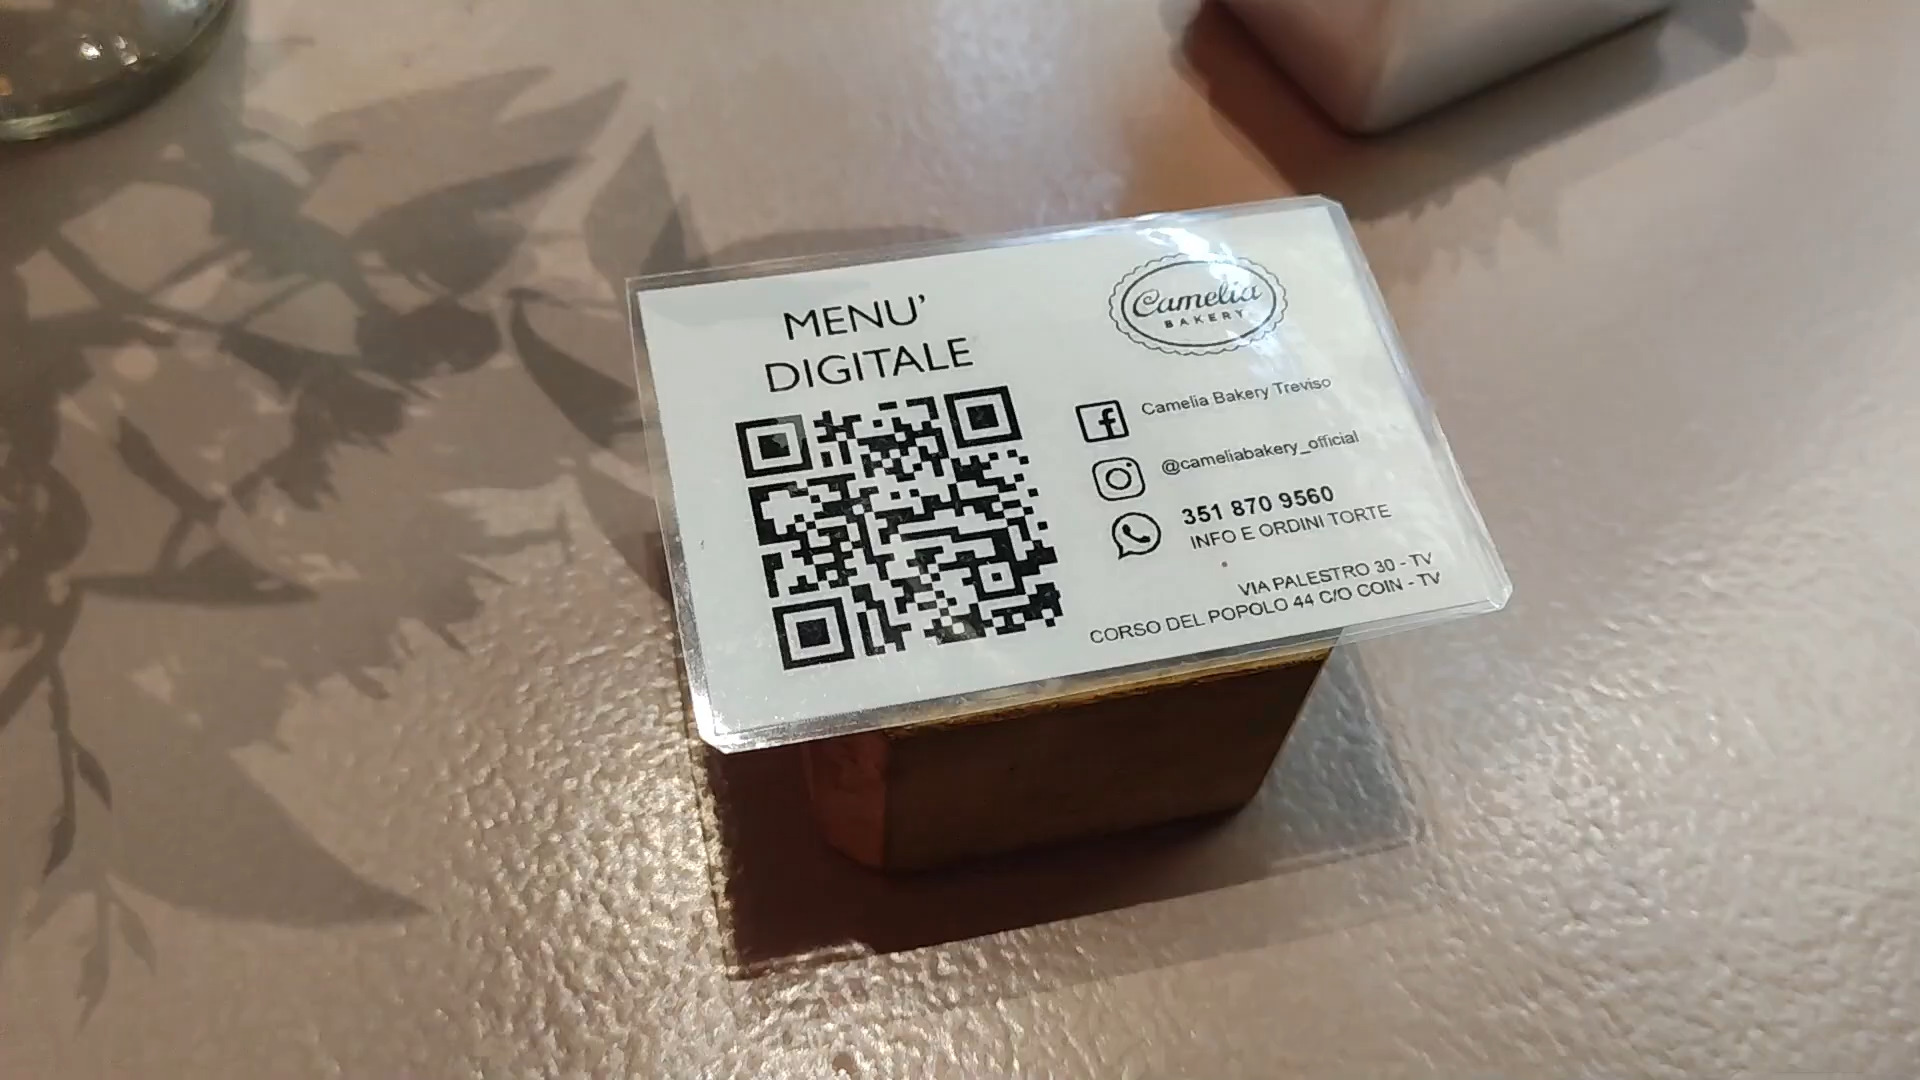 MENU'
DIGITALE
Camelia
BAKERY
Camelia Bakery Treviso
@cameliabakery_official
351 870 9560
INFO E ORDINI TORTE
VIA PALESTRO 30 - TV
CORSO DEL POPOLO 44 C/O COIN - TV